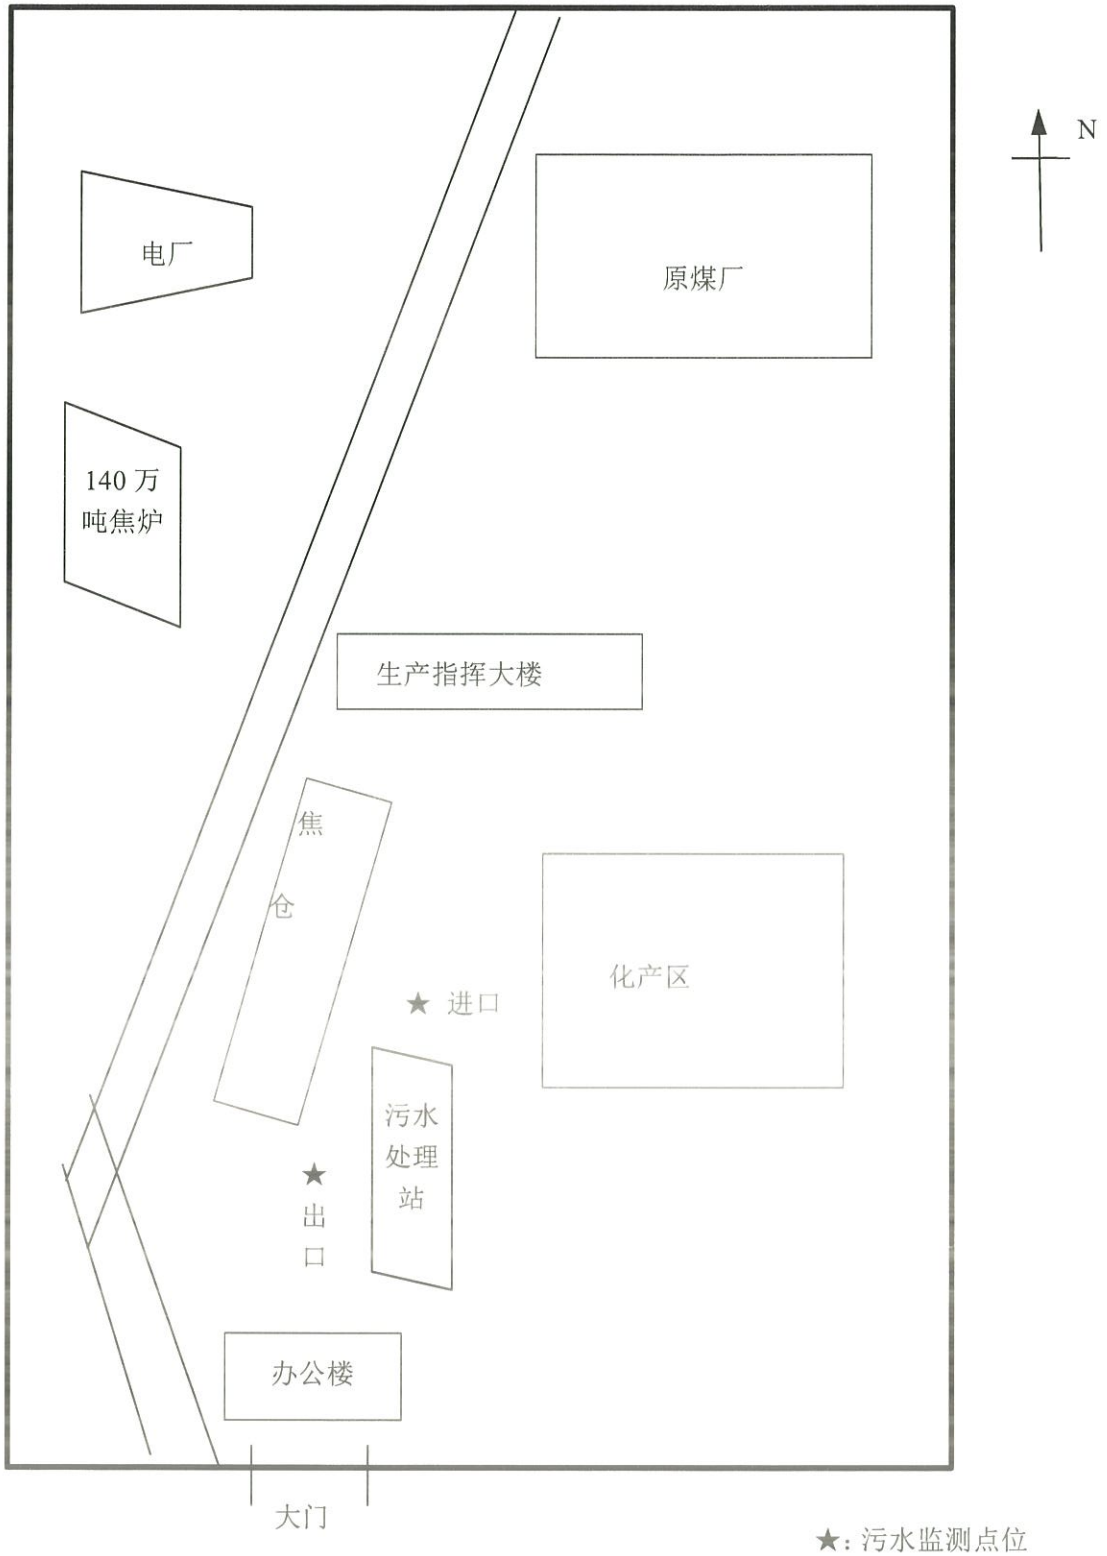 N
电厂
原煤厂
140 万
吨焦炉
生产指挥大楼
焦
仓
化产区
★ 进口
污水
处理
站
★
出
口
办公楼
大门
★: 污水监测点位